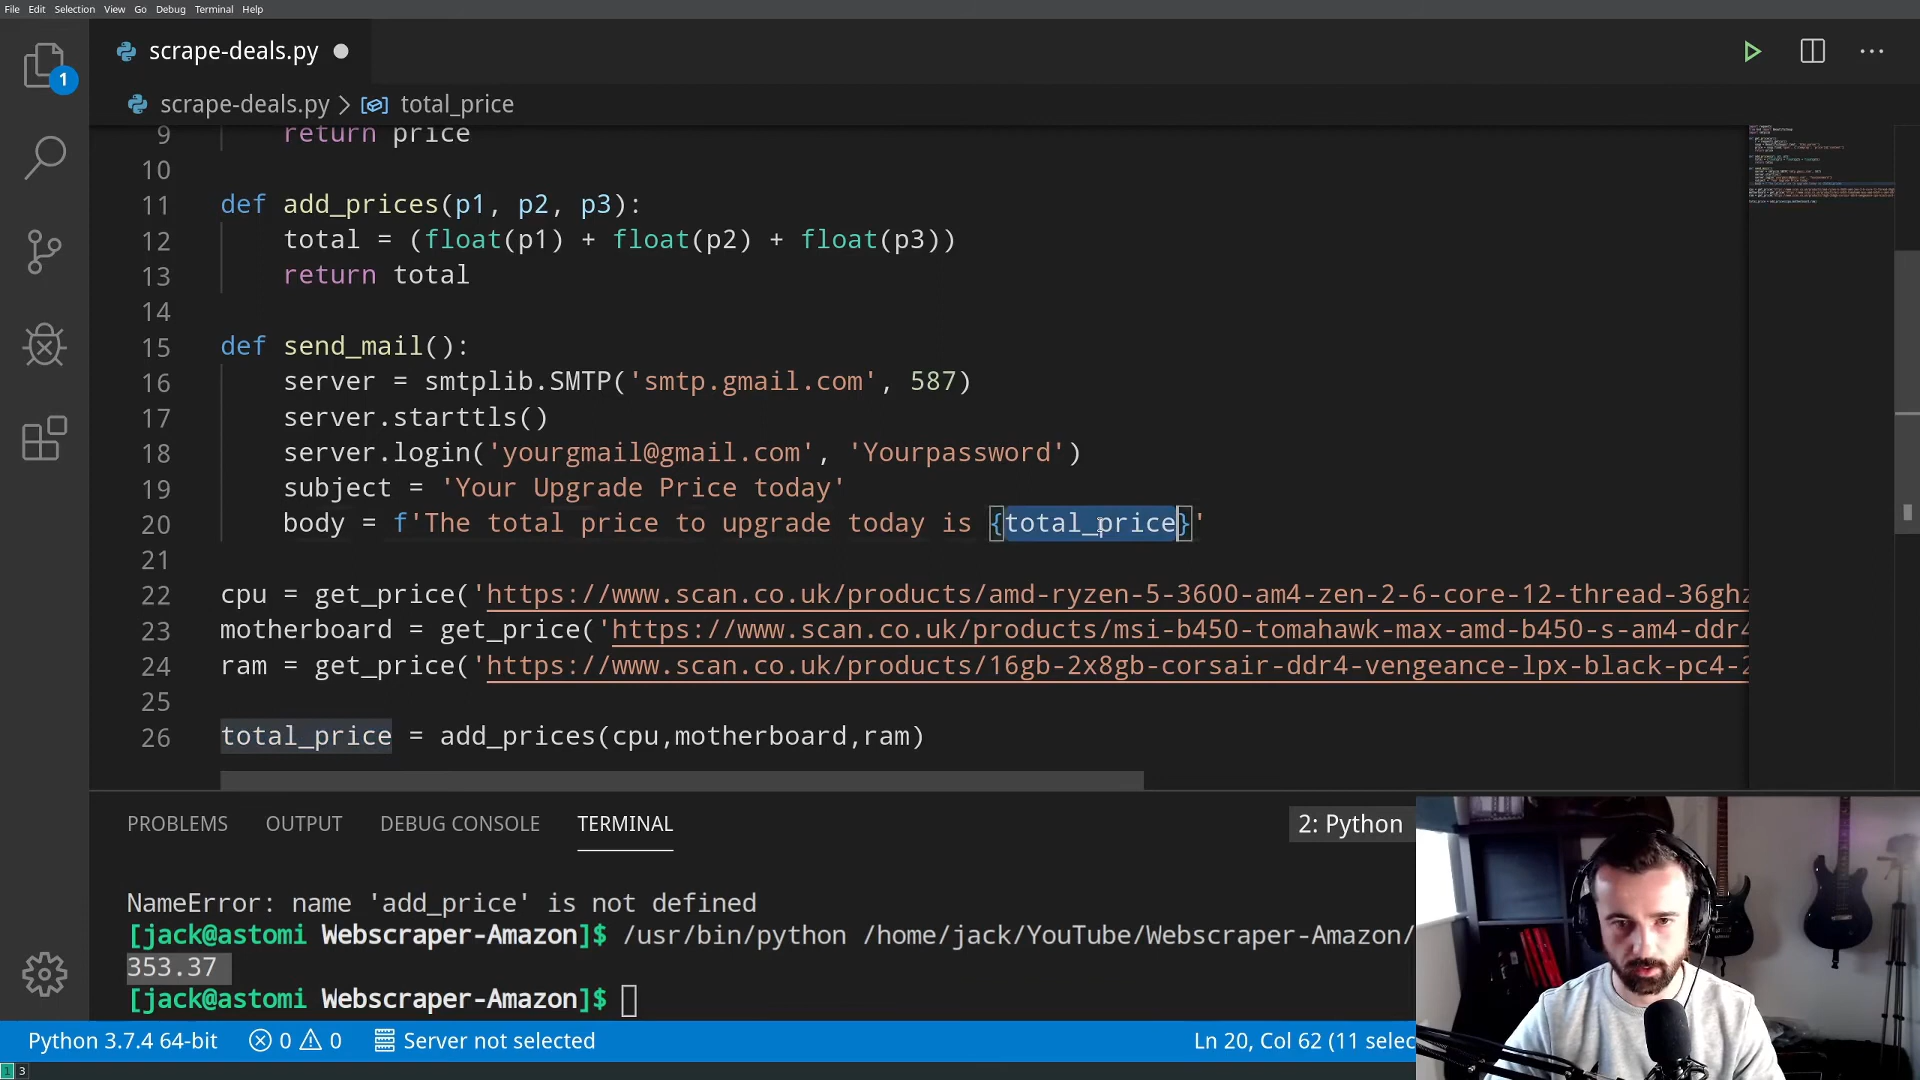 File Edit Selection View Go Debug Terminal Help
scrape-deals.py
scrape-deals.py > total_price
1
9 return price
10
11 def add_prices(p1, p2, p3):
12 total = (float(p1) + float(p2) + float(p3))
13 return total
14
15 def send_mail():
16 server = smtplib.SMTP('smtp.gmail.com', 587)
17 server.starttls()
18 server.login('yourgmail@gmail.com', 'Yourpassword')
19 subject = 'Your Upgrade Price today'
20 body = f'The total price to upgrade today is {total_price}'
21
22 cpu = get_price('https://www.scan.co.uk/products/amd-ryzen-5-3600-am4-zen-2-6-core-12-thread-36ghz
23 motherboard = get_price('https://www.scan.co.uk/products/msi-b450-tomahawk-max-amd-b450-s-am4-ddr4
24 ram = get_price('https://www.scan.co.uk/products/16gb-2x8gb-corsair-ddr4-vengeance-lpx-black-pc4-2
25
26 total_price = add_prices(cpu,motherboard,ram)
PROBLEMS OUTPUT DEBUG CONSOLE TERMINAL 2: Python
NameError: name 'add_price' is not defined
[jack@astomi Webscraper-Amazon]$ /usr/bin/python /home/jack/YouTube/Webscraper-Amazon/
353.37
[jack@astomi Webscraper-Amazon]$
Python 3.7.4 64-bit 0 0 Server not selected Ln 20, Col 62 (11 selec
1 3